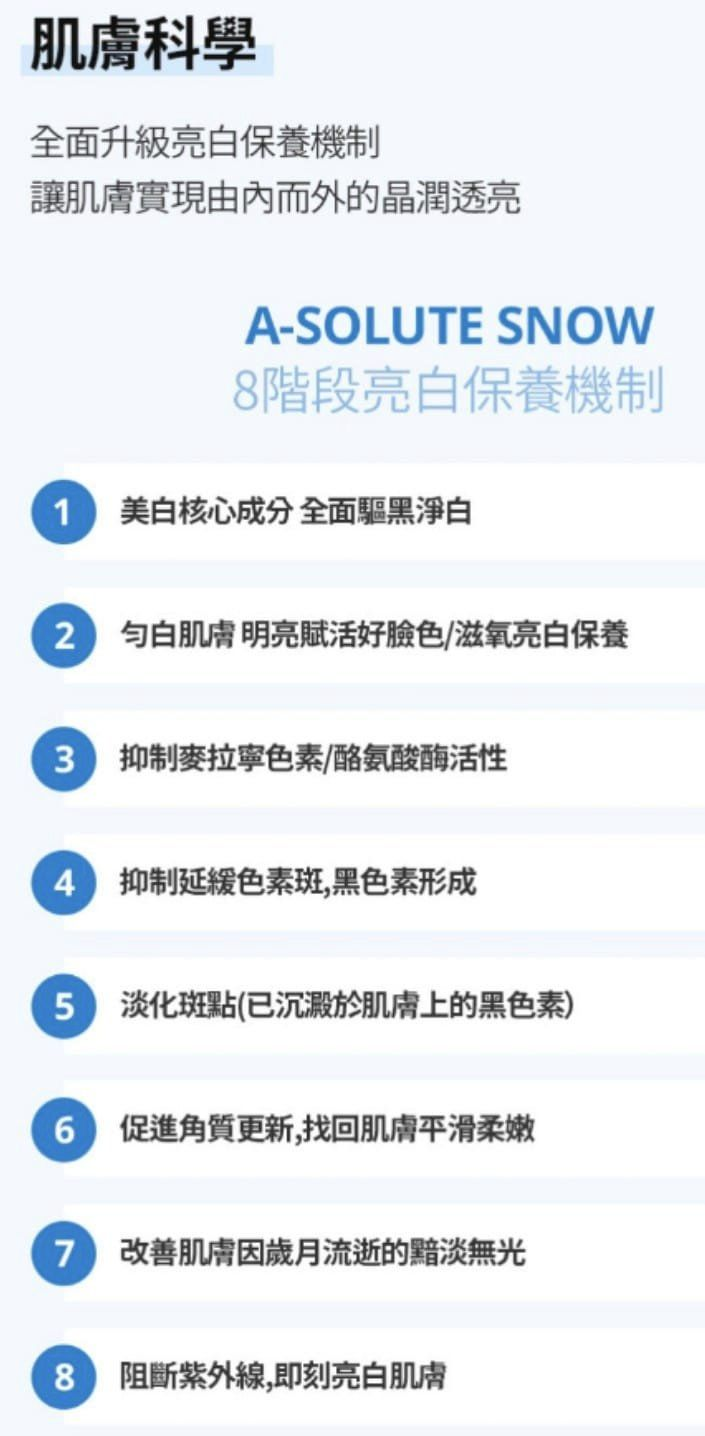 肌膚科學
全面升級亮白保養機制
讓肌膚實現由內而外的晶潤透亮
A-SOLUTE SNOW
8階段亮白保養機制
1 美白核心成分 全面驅黑淨白
2 勻白肌膚 明亮賦活好臉色/滋氧亮白保養
3 抑制麥拉寧色素/酪氨酸酶活性
4 抑制延緩色素斑,黑色素形成
5 淡化斑點(已沉澱於肌膚上的黑色素)
6 促進角質更新,找回肌膚平滑柔嫩
7 改善肌膚因歲月流逝的黯淡無光
8 阻斷紫外線,即刻亮白肌膚